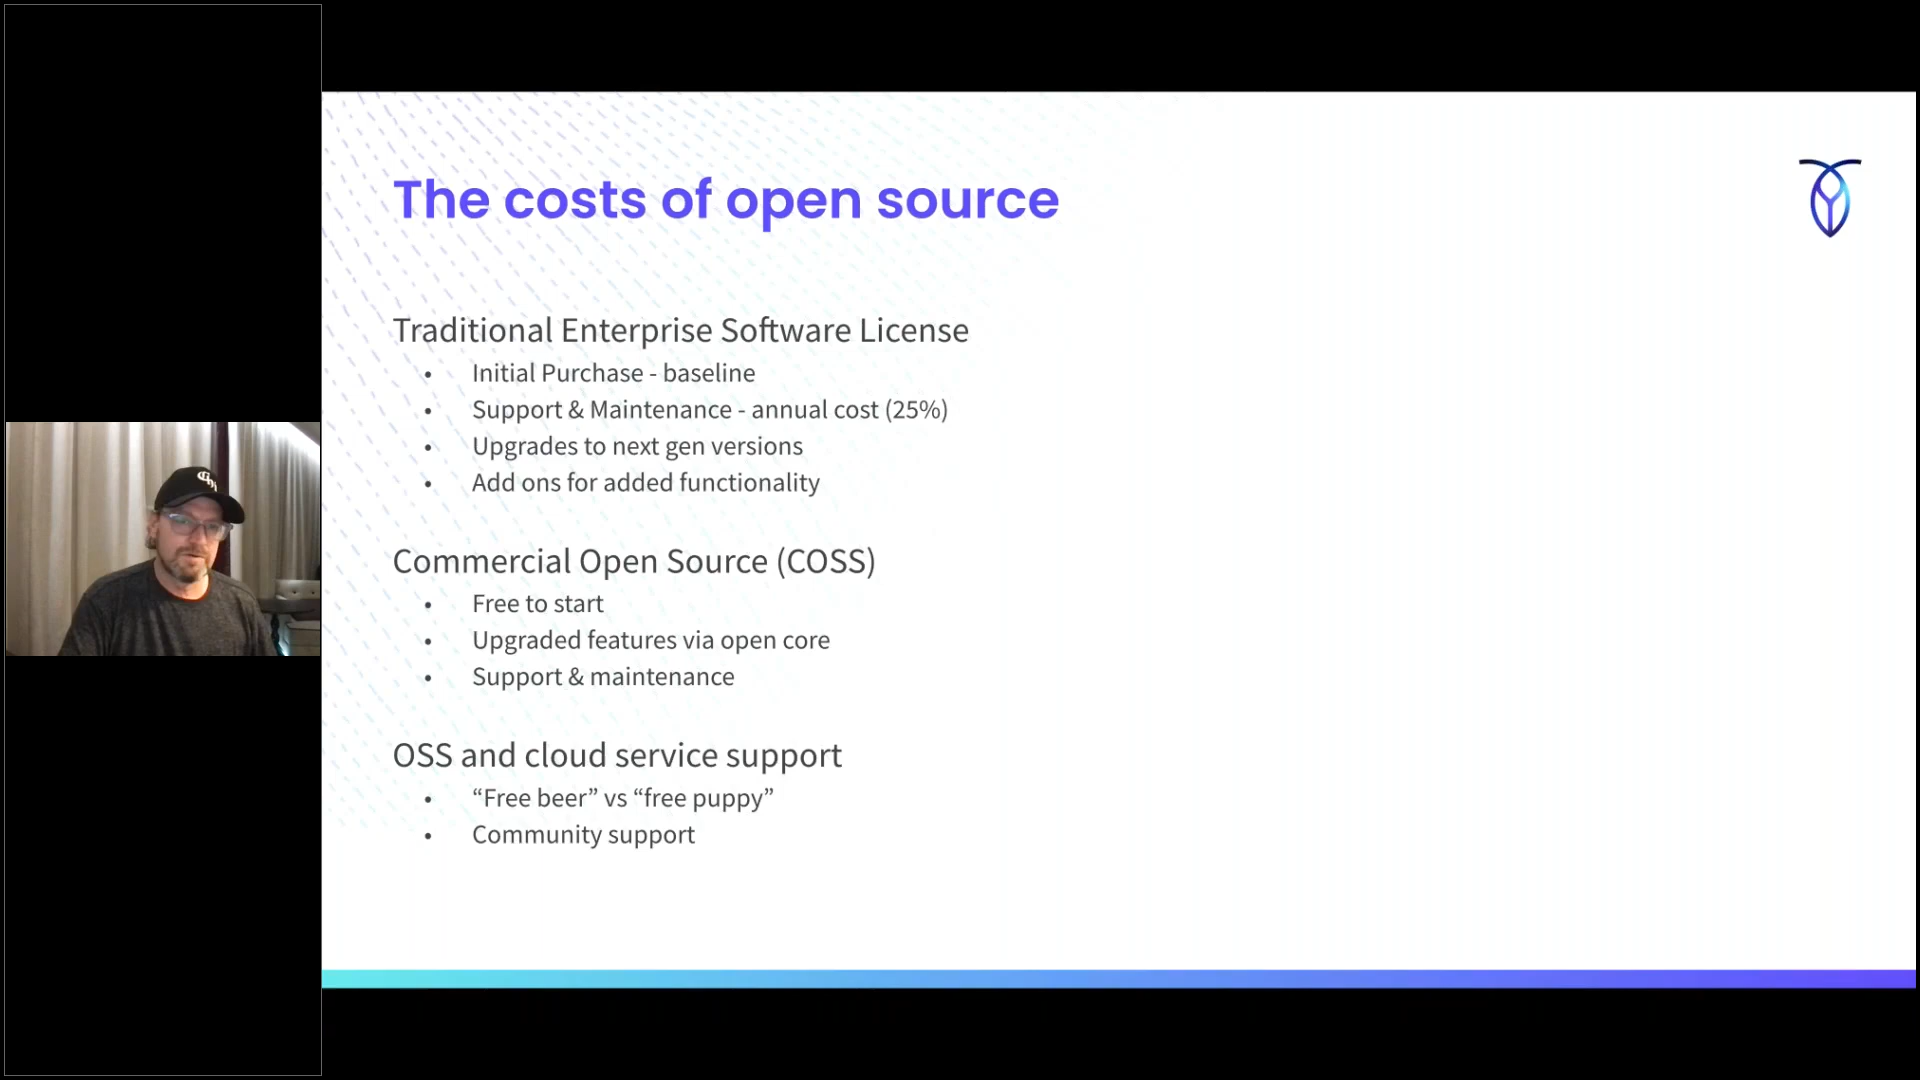 The costs of open source
Traditional Enterprise Software License
• Initial Purchase - baseline
• Support & Maintenance - annual cost (25%)
• Upgrades to next gen versions
• Add ons for added functionality
Commercial Open Source (COSS)
• Free to start
• Upgraded features via open core
• Support & maintenance
OSS and cloud service support
• “Free beer” vs “free puppy”
• Community support